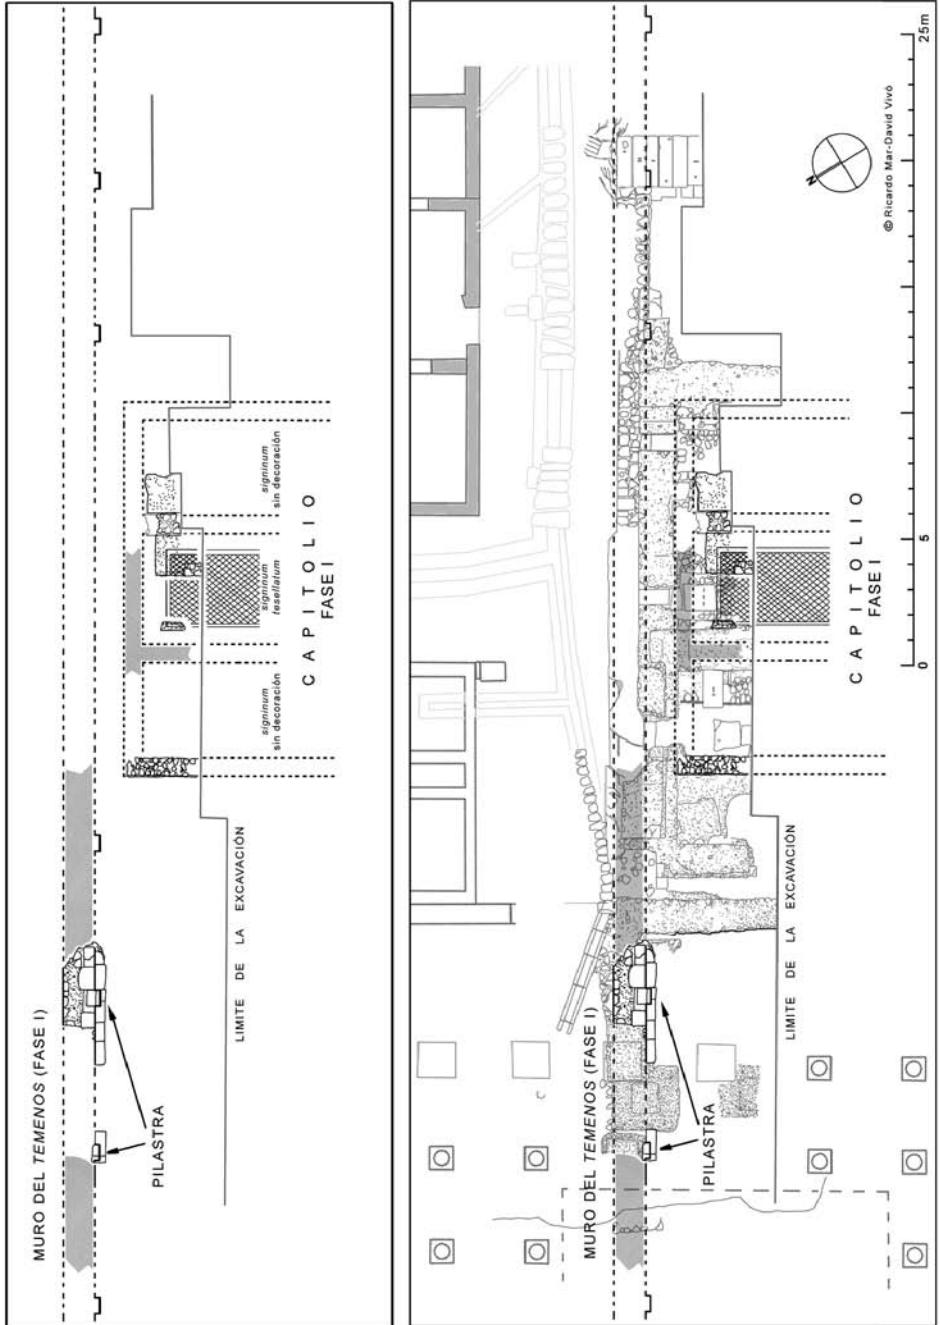 MURO DEL TEMENOS (FASE I)
PILASTRA
LIMITE DE LA EXCAVACIÓN
signinum
sin decoración
signinum
tesellatum
signinum
sin decoración
CAPITOLIO
FASE I
MURO DEL TEMENOS (FASE I)
PILASTRA
LIMITE DE LA EXCAVACIÓN
CAPITOLIO
FASE I
0
5
25m
N
© Ricardo Mar-David Vivó